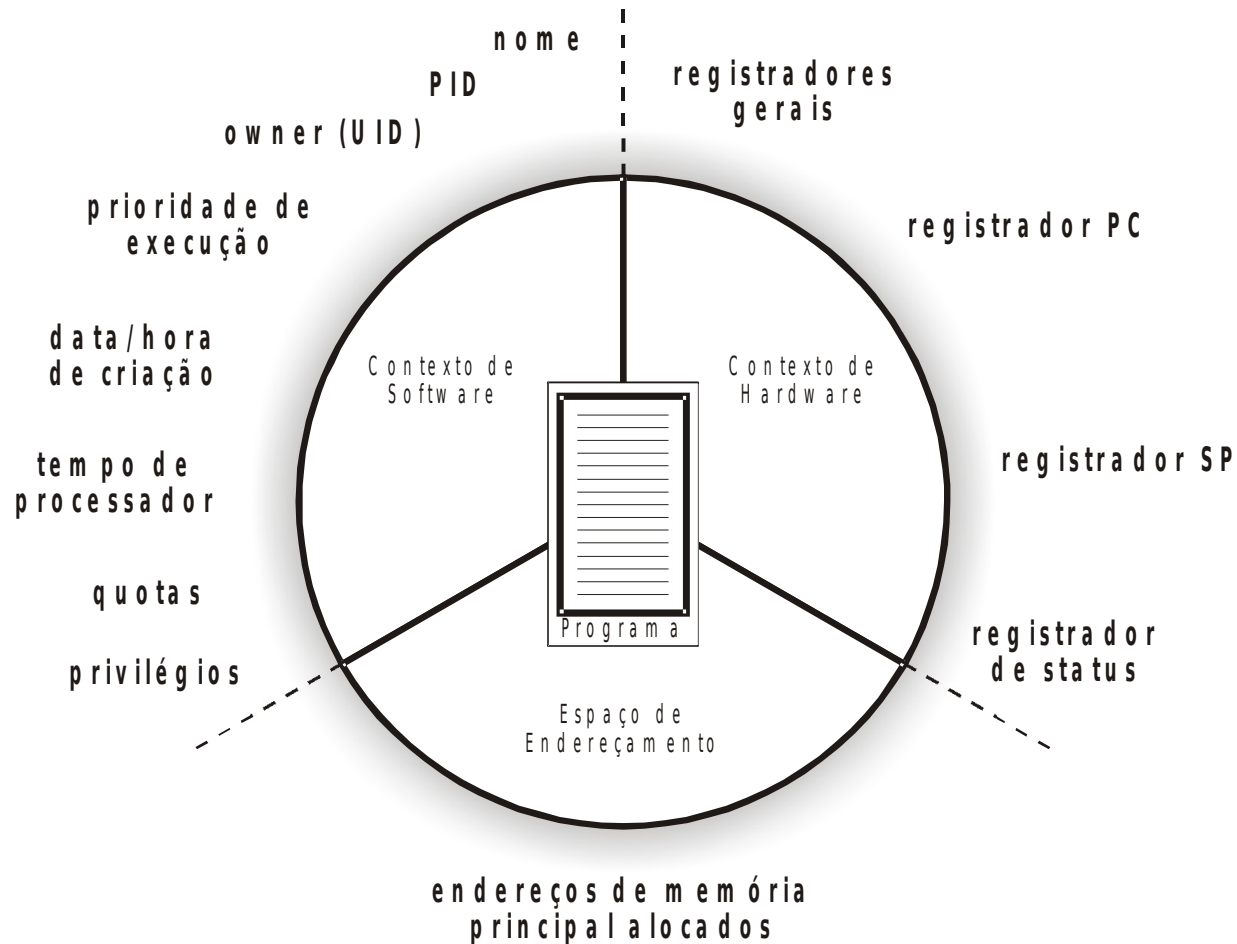 nome
PID
owner (UID)
prioridade de
execução
data/hora
de criação
tempo de
processador
quotas
privilégios
registradores
gerais
registrador PC
registrador SP
registrador
de status
Contexto de
Software
Contexto de
Hardware
Programa
Espaço de
Endereçamento
endereços de memória
principal alocados